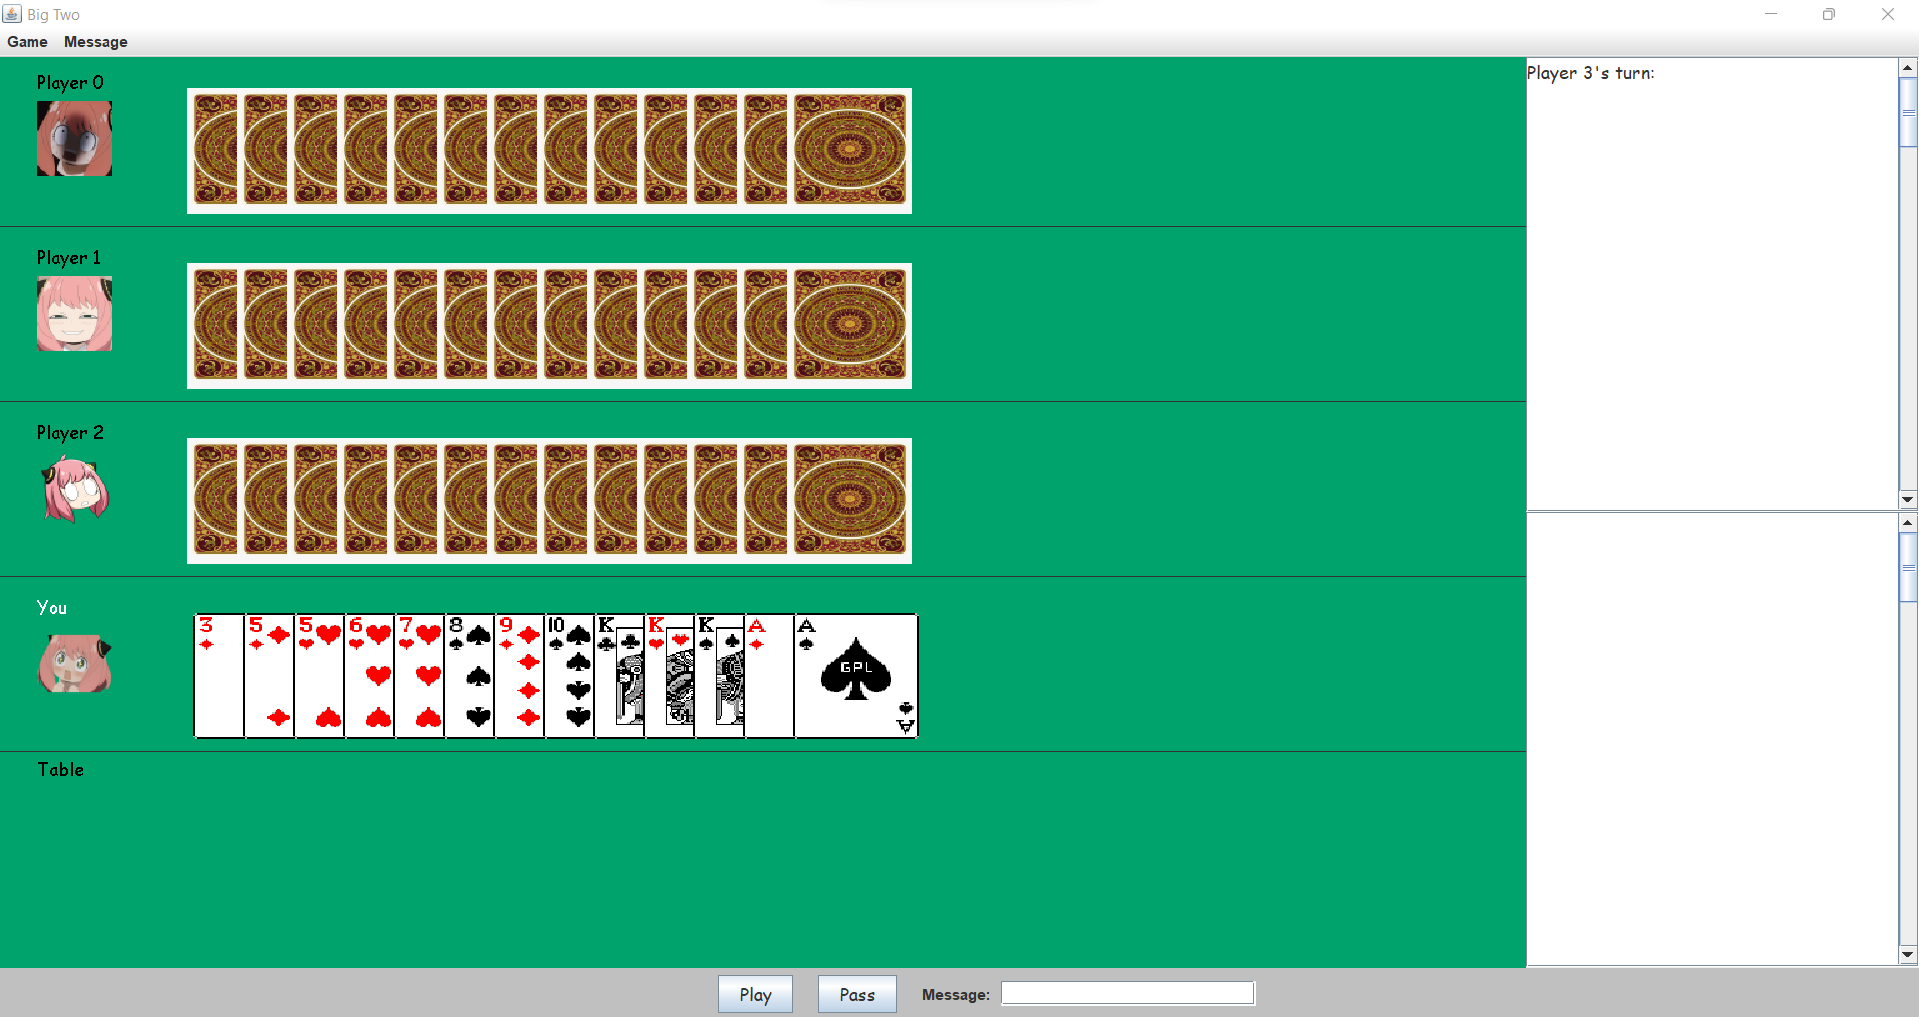 Big Two
Game Message
Player 0
Player 3's turn:
Player 1
Player 2
You
3 5 5 6 7 8 9 10 K K K A A
GPL
A
Table
Play Pass Message: